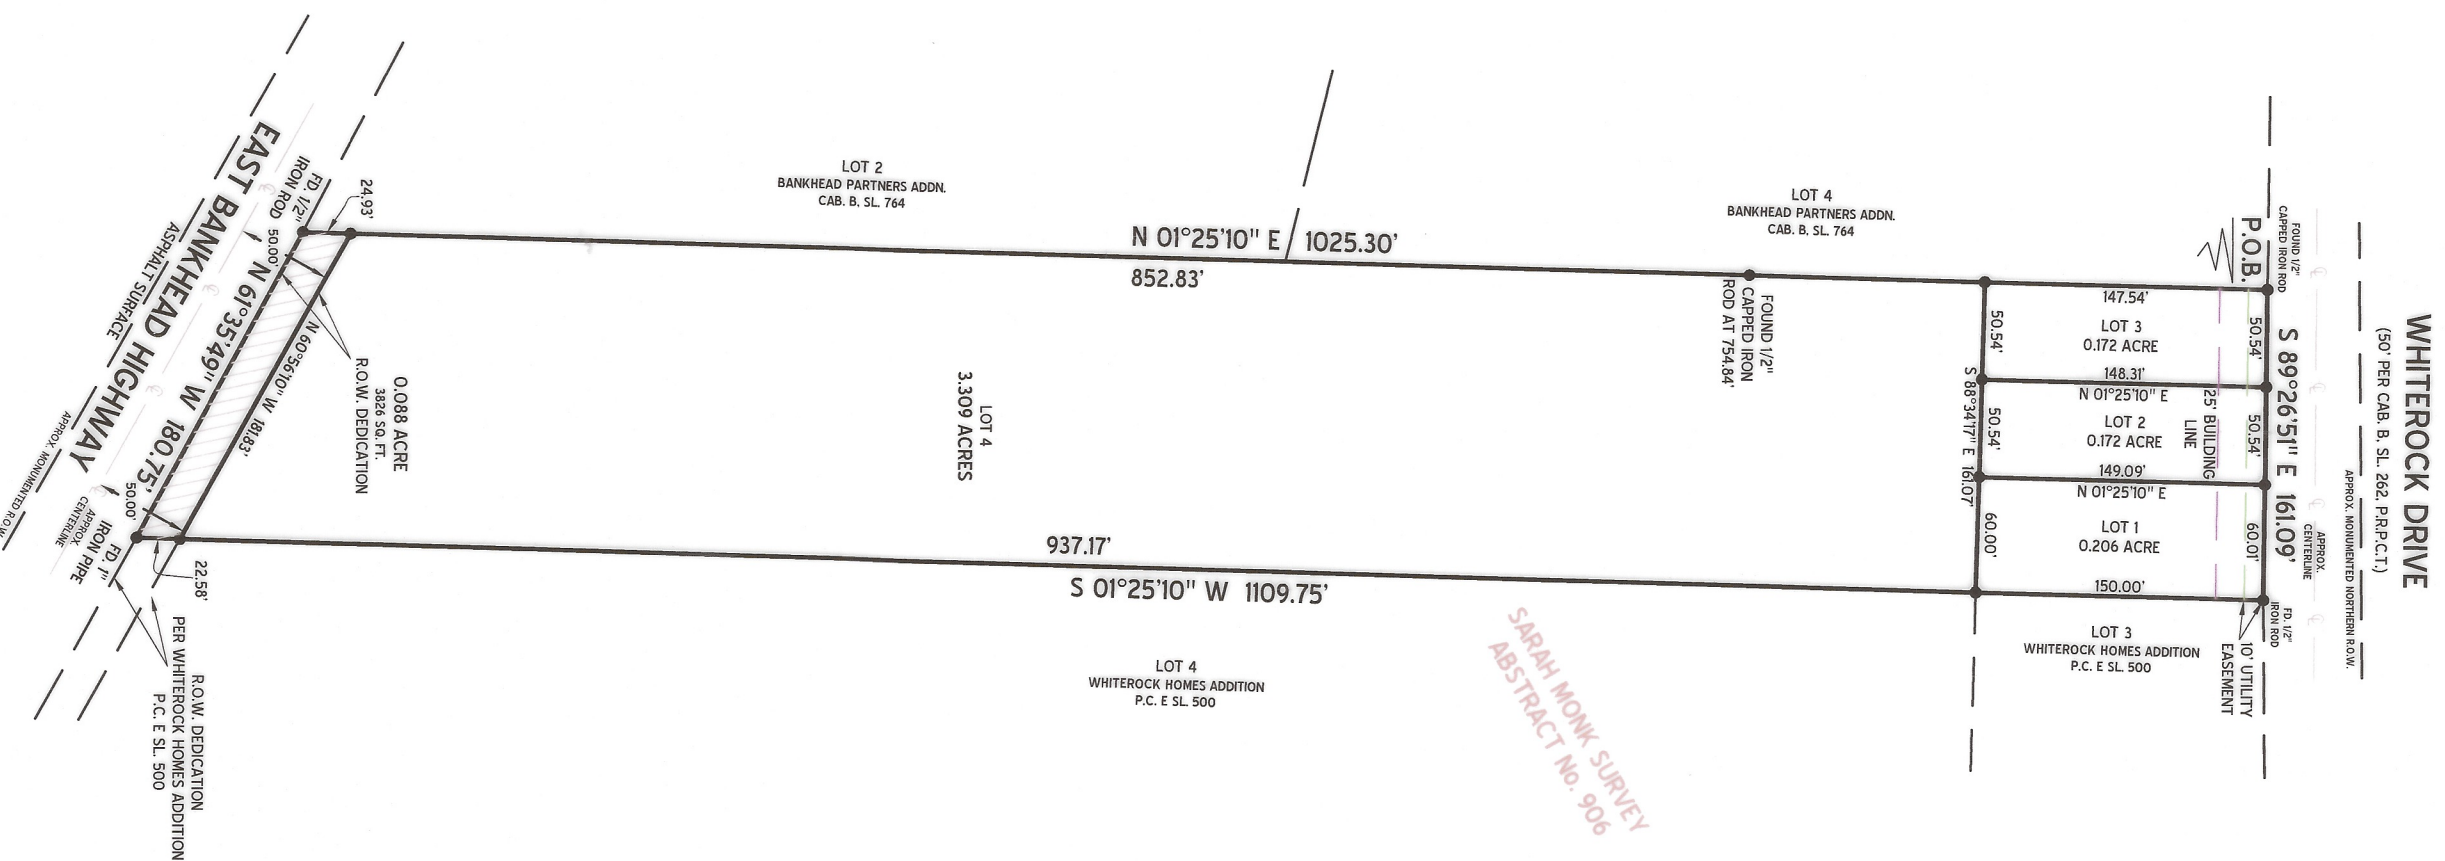 WHITEROCK DRIVE
(50' PER CAB. B, SL. 262, P.R.P.C.T.)
APPROX. MONUMENTED NORTHERN R.O.W.
APPROX.
CENTERLINE
FOUND 1/2"
CAPPED IRON ROD
P.O.B.
S 89°26'51" E 161.09'
FD. 1/2"
IRON ROD
50.54'
50.54'
60.01'
10' UTILITY
EASEMENT
25' BUILDING
LINE
147.54'
LOT 3
0.172 ACRE
148.31'
N 01°25'10" E
LOT 2
0.172 ACRE
149.09'
N 01°25'10" E
LOT 1
0.206 ACRE
150.00'
50.54'
50.54'
60.00'
S 88°34'17" E 161.07'
LOT 3
WHITEROCK HOMES ADDITION
P.C. E SL. 500
LOT 4
BANKHEAD PARTNERS ADDN.
CAB. B, SL. 764
FOUND 1/2"
CAPPED IRON
ROD AT 754.84'
N 01°25'10" E 1025.30'
852.83'
LOT 2
BANKHEAD PARTNERS ADDN.
CAB. B, SL. 764
LOT 4
3.309 ACRES
937.17'
S 01°25'10" W 1109.75'
LOT 4
WHITEROCK HOMES ADDITION
P.C. E SL. 500
SARAH MONK SURVEY
ABSTRACT No. 906
24.93'
FD. 1/2"
IRON ROD
50.00'
0.088 ACRE
3826 SQ. FT.
R.O.W. DEDICATION
N 60°56'10" W 181.83'
N 61°35'49" W 180.75'
EAST BANKHEAD HIGHWAY
ASPHALT SURFACE
APPROX. MONUMENTED R.O.W.
50.00'
APPROX.
CENTERLINE
FD. 1"
IRON PIPE
22.58'
R.O.W. DEDICATION
PER WHITEROCK HOMES ADDITION
P.C. E SL. 500